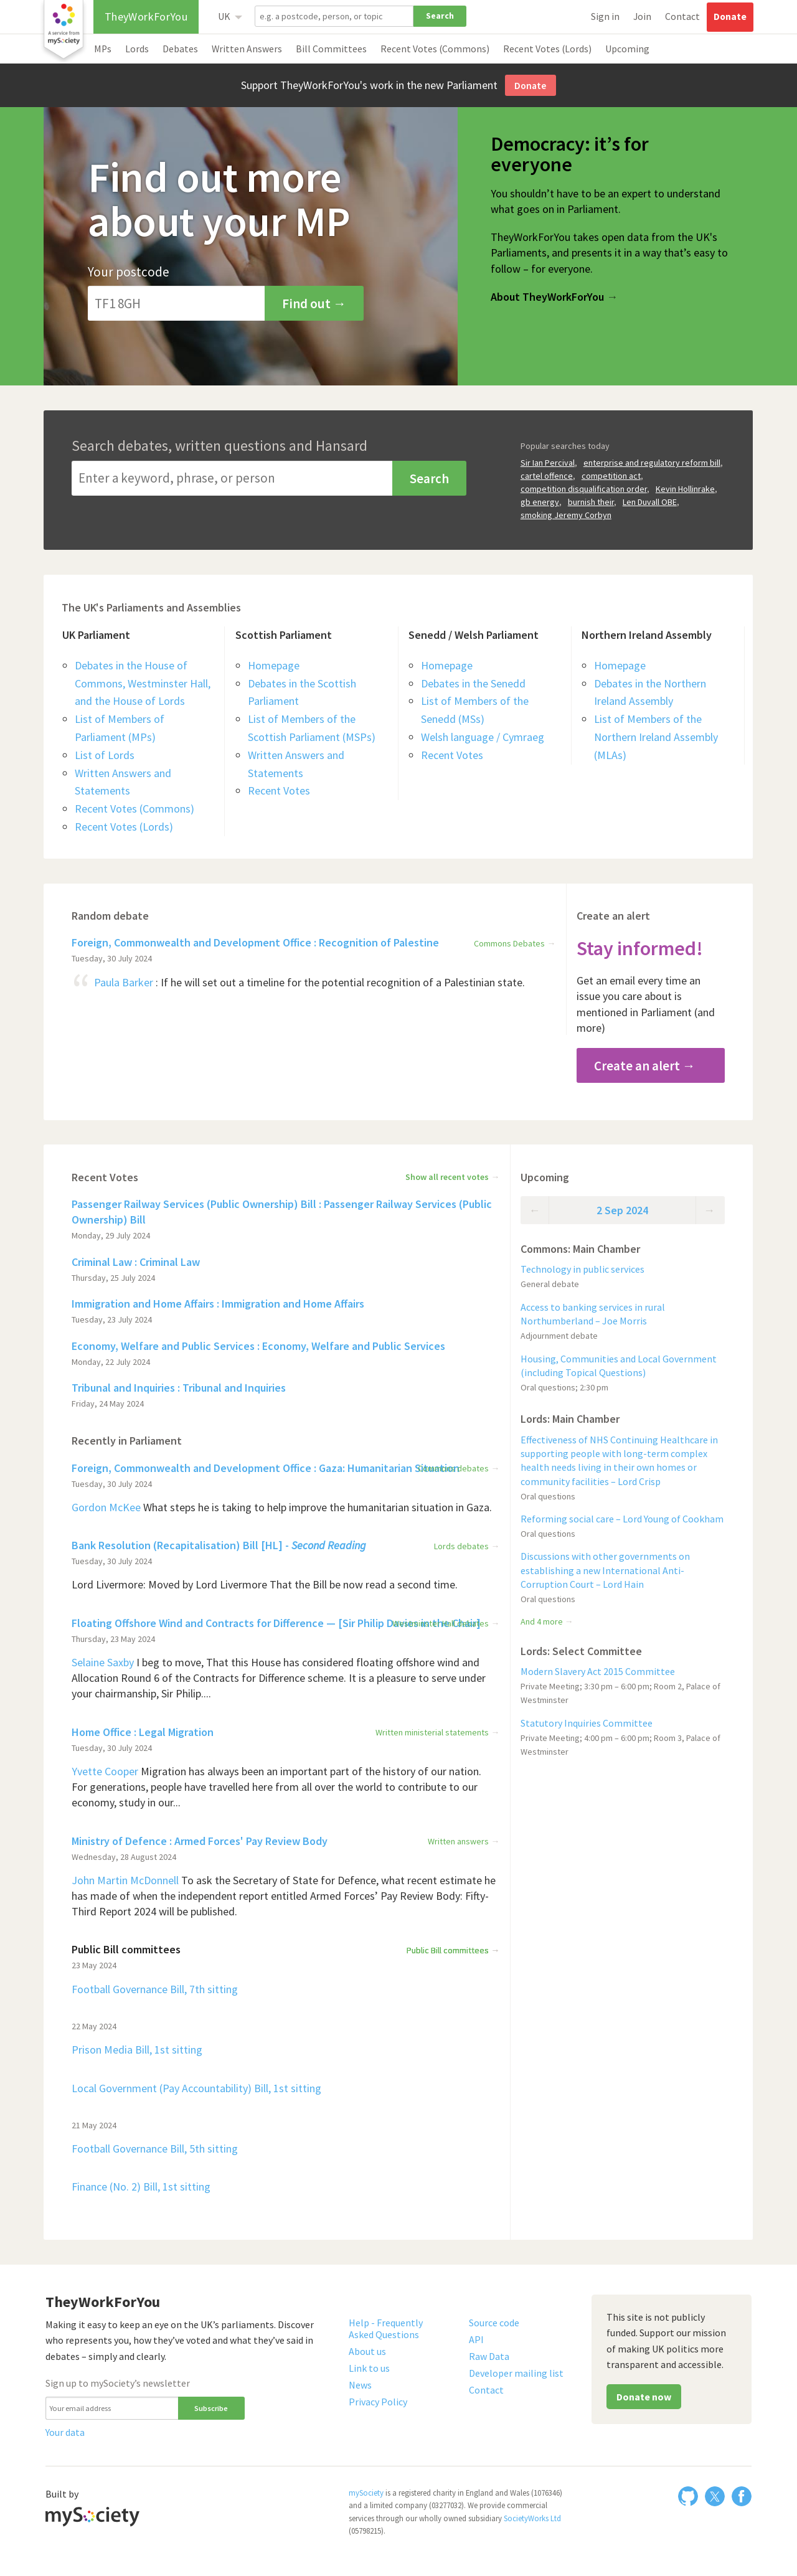 A service from
mySociety
TheyWorkForYou
UK
e.g. a postcode, person, or topic
Search
Sign in
Join
Contact
Donate
MPs
Lords
Debates
Written Answers
Bill Committees
Recent Votes (Commons)
Recent Votes (Lords)
Upcoming
Support TheyWorkForYou's work in the new Parliament
Donate
Find out more
about your MP
Your postcode
TF1 8GH
Find out →
Democracy: it's for
everyone
You shouldn't have to be an expert to understand
what goes on in Parliament.
TheyWorkForYou takes open data from the UK's
Parliaments, and presents it in a way that's easy to
follow – for everyone.
About TheyWorkForYou →
Search debates, written questions and Hansard
Enter a keyword, phrase, or person
Search
Popular searches today
Sir Ian Percival, enterprise and regulatory reform bill,
cartel offence, competition act,
competition disqualification order, Kevin Hollinrake,
gb energy, burnish their, Len Duvall OBE,
smoking Jeremy Corbyn
The UK's Parliaments and Assemblies
UK Parliament
Debates in the House of
Commons, Westminster Hall,
and the House of Lords
List of Members of
Parliament (MPs)
List of Lords
Written Answers and
Statements
Recent Votes (Commons)
Recent Votes (Lords)
Scottish Parliament
Homepage
Debates in the Scottish
Parliament
List of Members of the
Scottish Parliament (MSPs)
Written Answers and
Statements
Recent Votes
Senedd / Welsh Parliament
Homepage
Debates in the Senedd
List of Members of the
Senedd (MSs)
Welsh language / Cymraeg
Recent Votes
Northern Ireland Assembly
Homepage
Debates in the Northern
Ireland Assembly
List of Members of the
Northern Ireland Assembly
(MLAs)
Random debate
Foreign, Commonwealth and Development Office : Recognition of Palestine
Commons Debates →
Tuesday, 30 July 2024
“ Paula Barker : If he will set out a timeline for the potential recognition of a Palestinian state.
Create an alert
Stay informed!
Get an email every time an
issue you care about is
mentioned in Parliament (and
more)
Create an alert →
Recent Votes
Show all recent votes →
Passenger Railway Services (Public Ownership) Bill : Passenger Railway Services (Public
Ownership) Bill
Monday, 29 July 2024
Criminal Law : Criminal Law
Thursday, 25 July 2024
Immigration and Home Affairs : Immigration and Home Affairs
Tuesday, 23 July 2024
Economy, Welfare and Public Services : Economy, Welfare and Public Services
Monday, 22 July 2024
Tribunal and Inquiries : Tribunal and Inquiries
Friday, 24 May 2024
Recently in Parliament
Foreign, Commonwealth and Development Office : Gaza: Humanitarian Situation
Commons debates →
Tuesday, 30 July 2024
Gordon McKee What steps he is taking to help improve the humanitarian situation in Gaza.
Bank Resolution (Recapitalisation) Bill [HL] - Second Reading
Lords debates →
Tuesday, 30 July 2024
Lord Livermore: Moved by Lord Livermore That the Bill be now read a second time.
Floating Offshore Wind and Contracts for Difference — [Sir Philip Davies in the Chair]
Westminster Hall debates →
Thursday, 23 May 2024
Selaine Saxby I beg to move, That this House has considered floating offshore wind and
Allocation Round 6 of the Contracts for Difference scheme. It is a pleasure to serve under
your chairmanship, Sir Philip....
Home Office : Legal Migration
Written ministerial statements →
Tuesday, 30 July 2024
Yvette Cooper Migration has always been an important part of the history of our nation.
For generations, people have travelled here from all over the world to contribute to our
economy, study in our...
Ministry of Defence : Armed Forces' Pay Review Body
Written answers →
Wednesday, 28 August 2024
John Martin McDonnell To ask the Secretary of State for Defence, what recent estimate he
has made of when the independent report entitled Armed Forces' Pay Review Body: Fifty-
Third Report 2024 will be published.
Public Bill committees
Public Bill committees →
23 May 2024
Football Governance Bill, 7th sitting
22 May 2024
Prison Media Bill, 1st sitting
Local Government (Pay Accountability) Bill, 1st sitting
21 May 2024
Football Governance Bill, 5th sitting
Finance (No. 2) Bill, 1st sitting
Upcoming
← 2 Sep 2024 →
Commons: Main Chamber
Technology in public services
General debate
Access to banking services in rural
Northumberland – Joe Morris
Adjournment debate
Housing, Communities and Local Government
(including Topical Questions)
Oral questions; 2:30 pm
Lords: Main Chamber
Effectiveness of NHS Continuing Healthcare in
supporting people with long-term complex
health needs living in their own homes or
community facilities – Lord Crisp
Oral questions
Reforming social care – Lord Young of Cookham
Oral questions
Discussions with other governments on
establishing a new International Anti-
Corruption Court – Lord Hain
Oral questions
And 4 more →
Lords: Select Committee
Modern Slavery Act 2015 Committee
Private Meeting; 3:30 pm – 6:00 pm; Room 2, Palace of
Westminster
Statutory Inquiries Committee
Private Meeting; 4:00 pm – 6:00 pm; Room 3, Palace of
Westminster
TheyWorkForYou
Making it easy to keep an eye on the UK's parliaments. Discover
who represents you, how they've voted and what they've said in
debates – simply and clearly.
Sign up to mySociety's newsletter
Your email address
Subscribe
Your data
Help - Frequently
Asked Questions
About us
Link to us
News
Privacy Policy
Source code
API
Raw Data
Developer mailing list
Contact
This site is not publicly
funded. Support our mission
of making UK politics more
transparent and accessible.
Donate now
Built by
mySociety
mySociety is a registered charity in England and Wales (1076346)
and a limited company (03277032). We provide commercial
services through our wholly owned subsidiary SocietyWorks Ltd
(05798215).